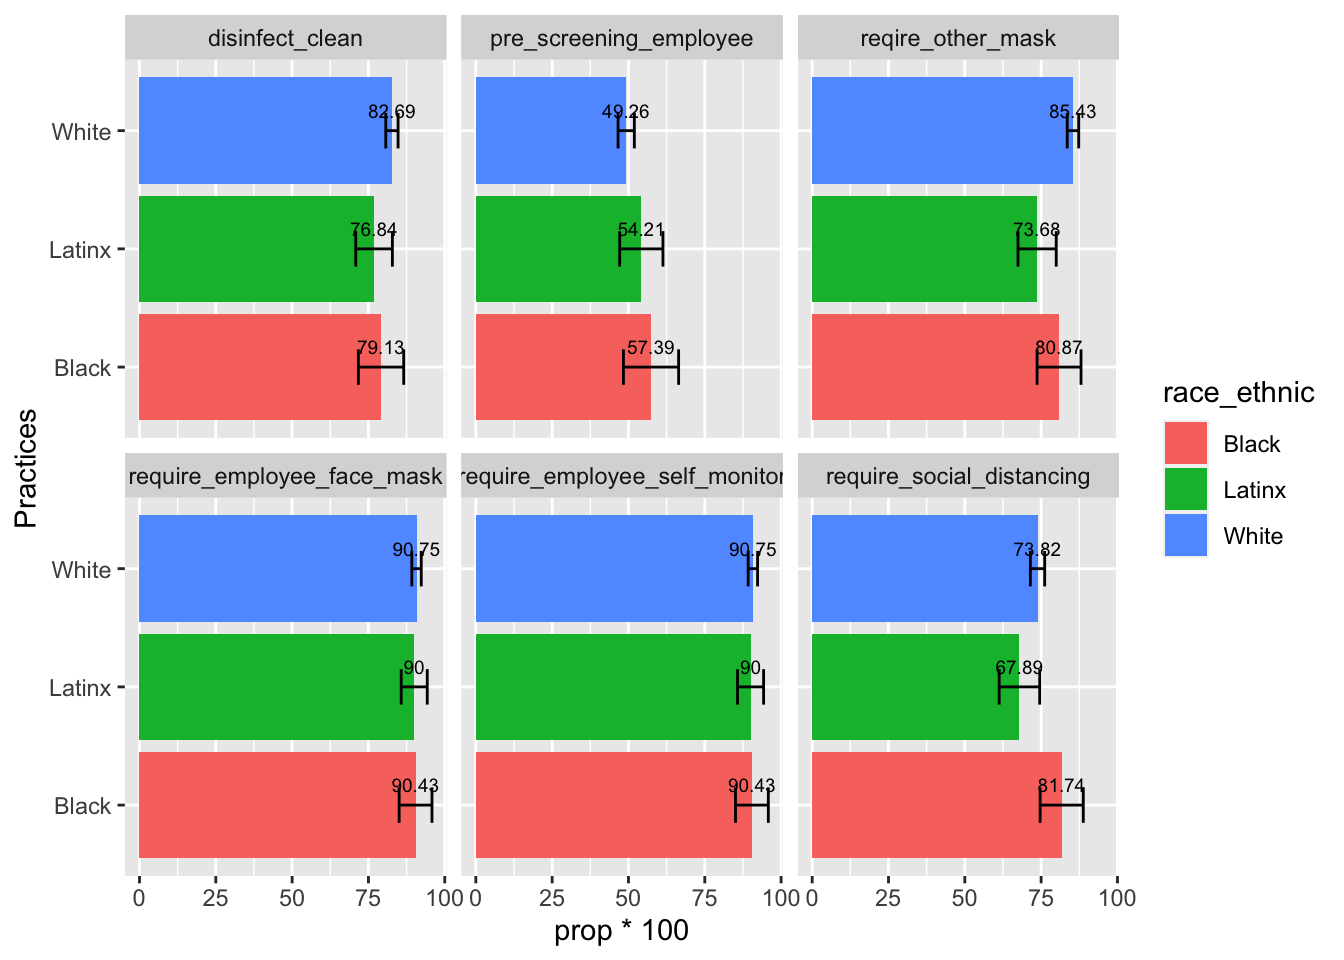 disinfect_clean
pre_screening_employee
reqire_other_mask
White
82.69
49.26
85.43
Latinx
76.84
54.21
73.68
Black
79.13
57.39
80.87
require_employee_face_mask
require_employee_self_monitor
require_social_distancing
White
90.75
90.75
73.82
Latinx
90
90
67.89
Black
90.43
90.43
81.74
0 25 50 75 100
0 25 50 75 100
0 25 50 75 100
prop * 100
Practices
race_ethnic
Black
Latinx
White